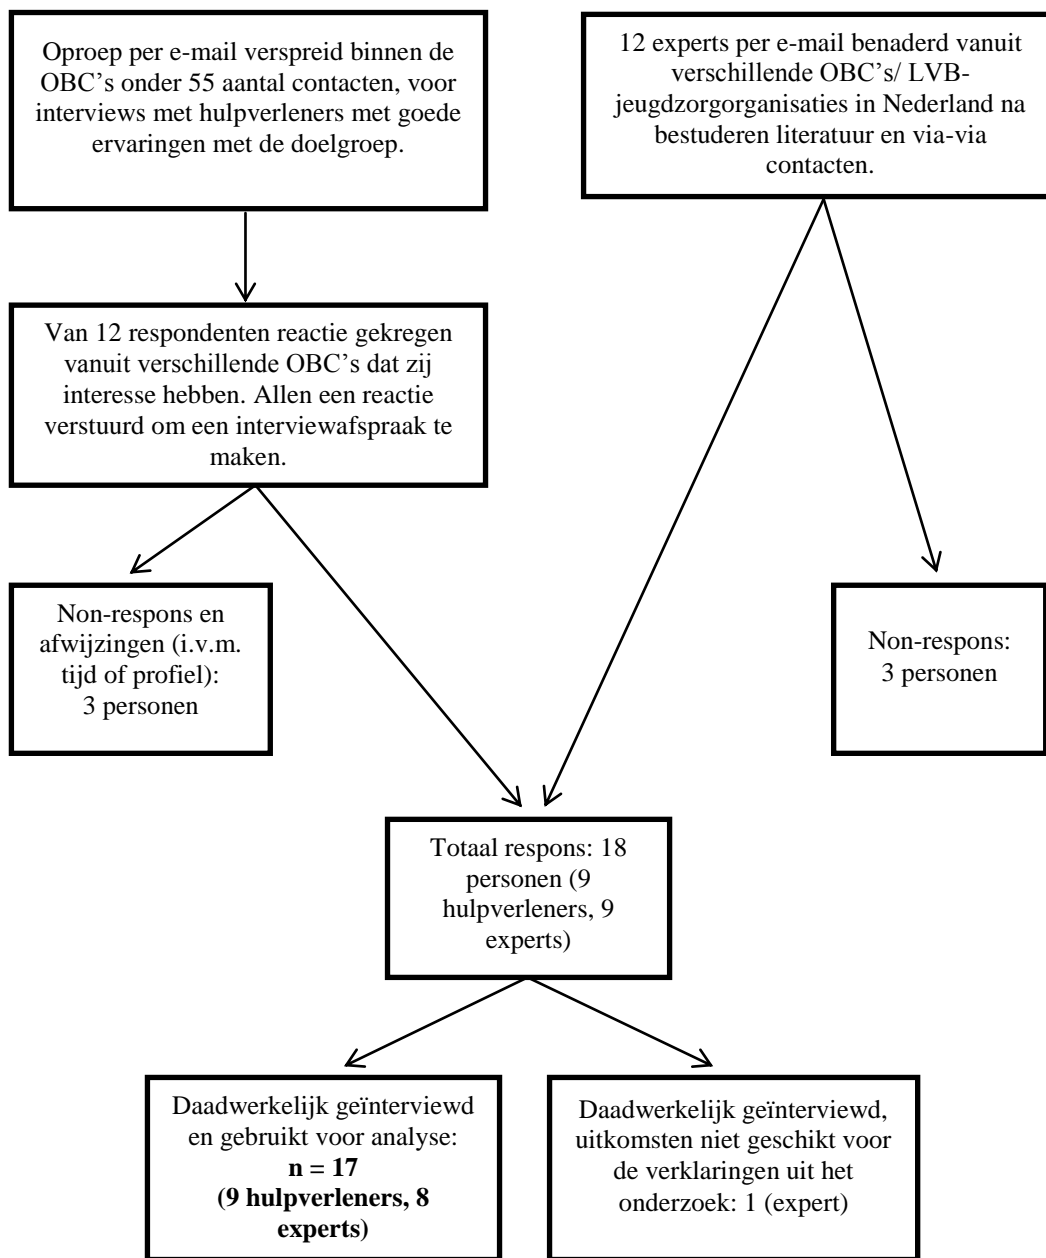 Oproep per e-mail verspreid binnen de
OBC’s onder 55 aantal contacten, voor
interviews met hulpverleners met goede
ervaringen met de doelgroep.
12 experts per e-mail benaderd vanuit
verschillende OBC’s/ LVB-
jeugdzorgorganisaties in Nederland na
bestuderen literatuur en via-via
contacten.
Van 12 respondenten reactie gekregen
vanuit verschillende OBC’s dat zij
interesse hebben. Allen een reactie
verstuurd om een interviewafspraak te
maken.
Non-respons en
afwijzingen (i.v.m.
tijd of profiel):
3 personen
Non-respons:
3 personen
Totaal respons: 18
personen (9
hulpverleners, 9
experts)
Daadwerkelijk geïnterviewd
en gebruikt voor analyse:
n = 17
(9 hulpverleners, 8
experts)
Daadwerkelijk geïnterviewd,
uitkomsten niet geschikt voor
de verklaringen uit het
onderzoek: 1 (expert)